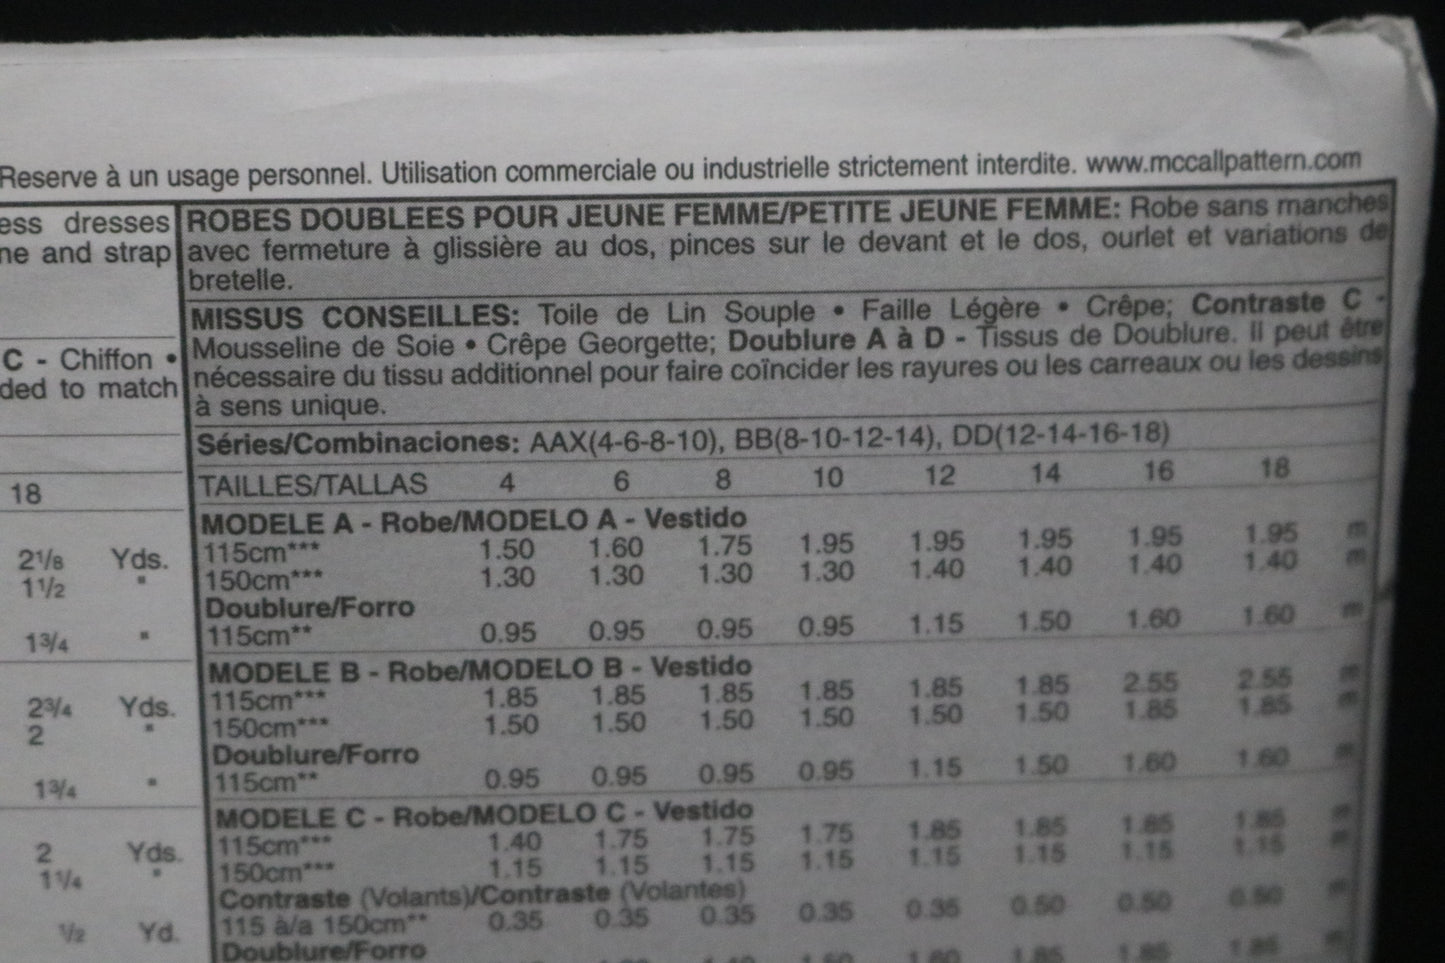 Reserve à un usage personnel. Utilisation commerciale ou industrielle strictement interdite. www.mccallpattern.com
ess dresses
ne and strap
C - Chiffon •
ded to match
18
2 1/8 Yds.
1 1/2 "
1 3/4 "
2 3/4 Yds.
2 "
1 3/4 "
2 Yds.
1 1/4 "
1/2 Yd.
ROBES DOUBLEES POUR JEUNE FEMME/PETITE JEUNE FEMME: Robe sans manches
avec fermeture à glissière au dos, pinces sur le devant et le dos, ourlet et variations de
bretelle.
MISSUS CONSEILLES: Toile de Lin Souple • Faille Légère • Crêpe; Contraste C -
Mousseline de Soie • Crêpe Georgette; Doublure A à D - Tissus de Doublure. Il peut être
nécessaire du tissu additionnel pour faire coïncider les rayures ou les carreaux ou les dessins
à sens unique.
Séries/Combinaciones: AAX(4-6-8-10), BB(8-10-12-14), DD(12-14-16-18)
TAILLES/TALLAS 4 6 8 10 12 14 16 18
MODELE A - Robe/MODELO A - Vestido
115cm*** 1.50 1.60 1.75 1.95 1.95 1.95 1.95 1.95 m
150cm*** 1.30 1.30 1.30 1.30 1.40 1.40 1.40 1.40 m
Doublure/Forro
115cm** 0.95 0.95 0.95 0.95 1.15 1.50 1.60 1.60 m
MODELE B - Robe/MODELO B - Vestido
115cm*** 1.85 1.85 1.85 1.85 1.85 1.85 2.55 2.55 m
150cm*** 1.50 1.50 1.50 1.50 1.50 1.50 1.85 1.85 m
Doublure/Forro
115cm** 0.95 0.95 0.95 0.95 1.15 1.50 1.60 1.60 m
MODELE C - Robe/MODELO C - Vestido
115cm*** 1.40 1.75 1.75 1.75 1.85 1.85 1.85 1.85 m
150cm*** 1.15 1.15 1.15 1.15 1.15 1.15 1.15 1.15 m
Contraste (Volants)/Contraste (Volantes)
115 à/a 150cm** 0.35 0.35 0.35 0.35 0.35 0.50 0.50 0.50 m
Doublure/Forro